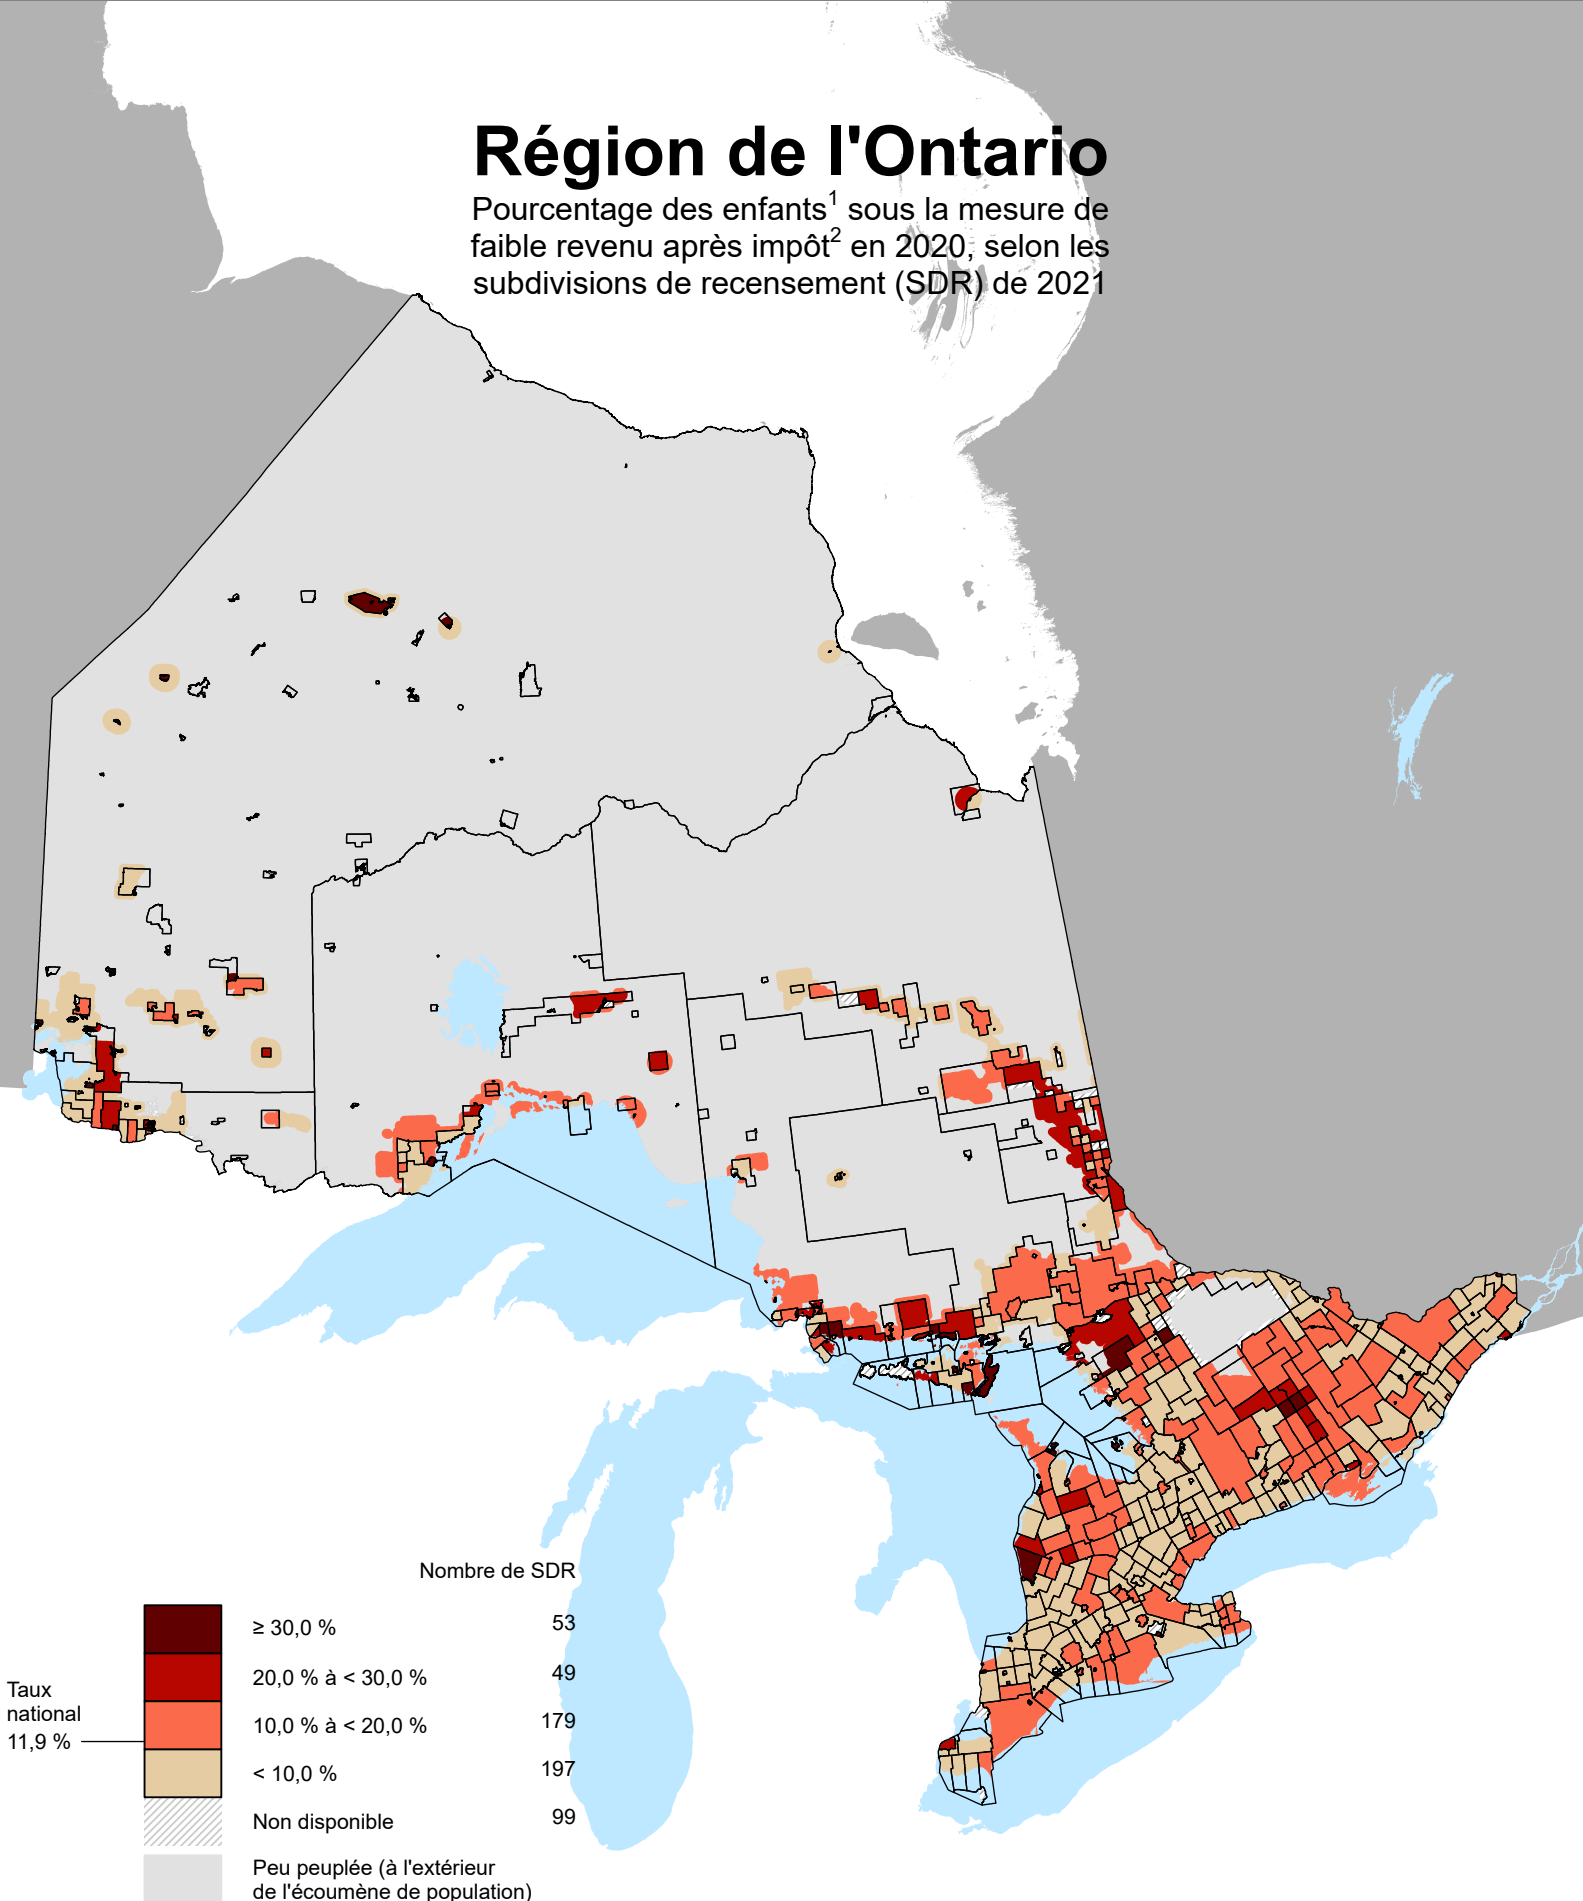 Région de l'Ontario
Pourcentage des enfants1 sous la mesure de
faible revenu après impôt2 en 2020, selon les
subdivisions de recensement (SDR) de 2021
Nombre de SDR
≥ 30,0 % 53
20,0 % à < 30,0 % 49
10,0 % à < 20,0 % 179
< 10,0 % 197
Non disponible 99
Peu peuplée (à l'extérieur
de l'écoumène de population)
Taux
national
11,9 %